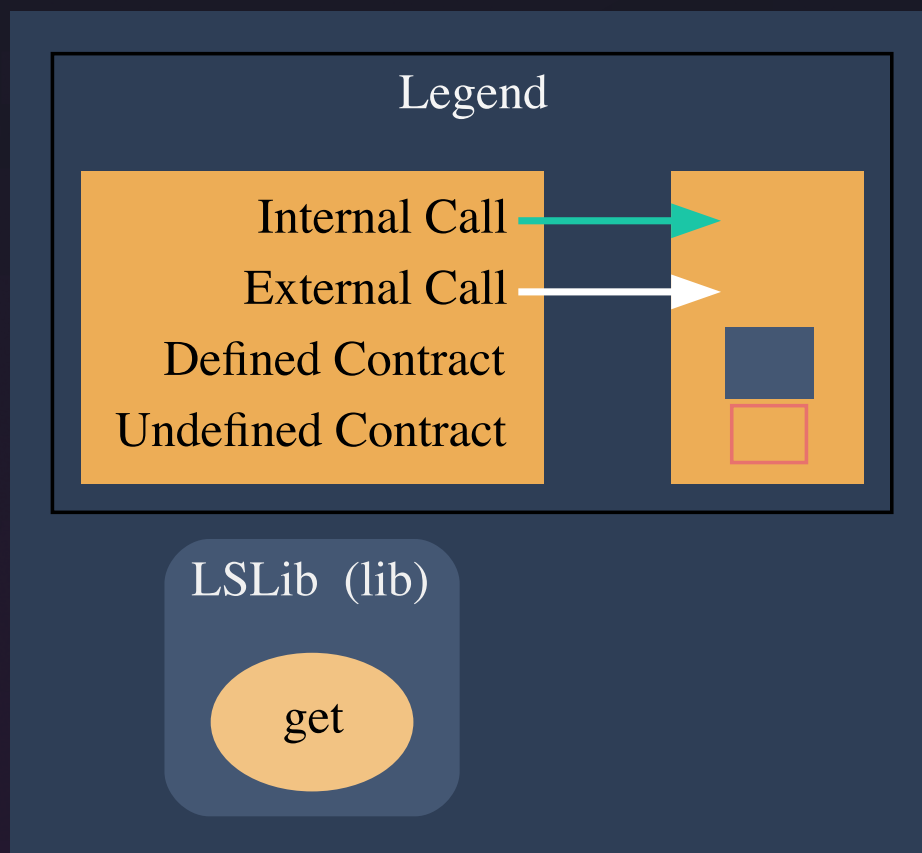 Legend
Internal Call
External Call
Defined Contract
Undefined Contract
LSLib (lib)
get